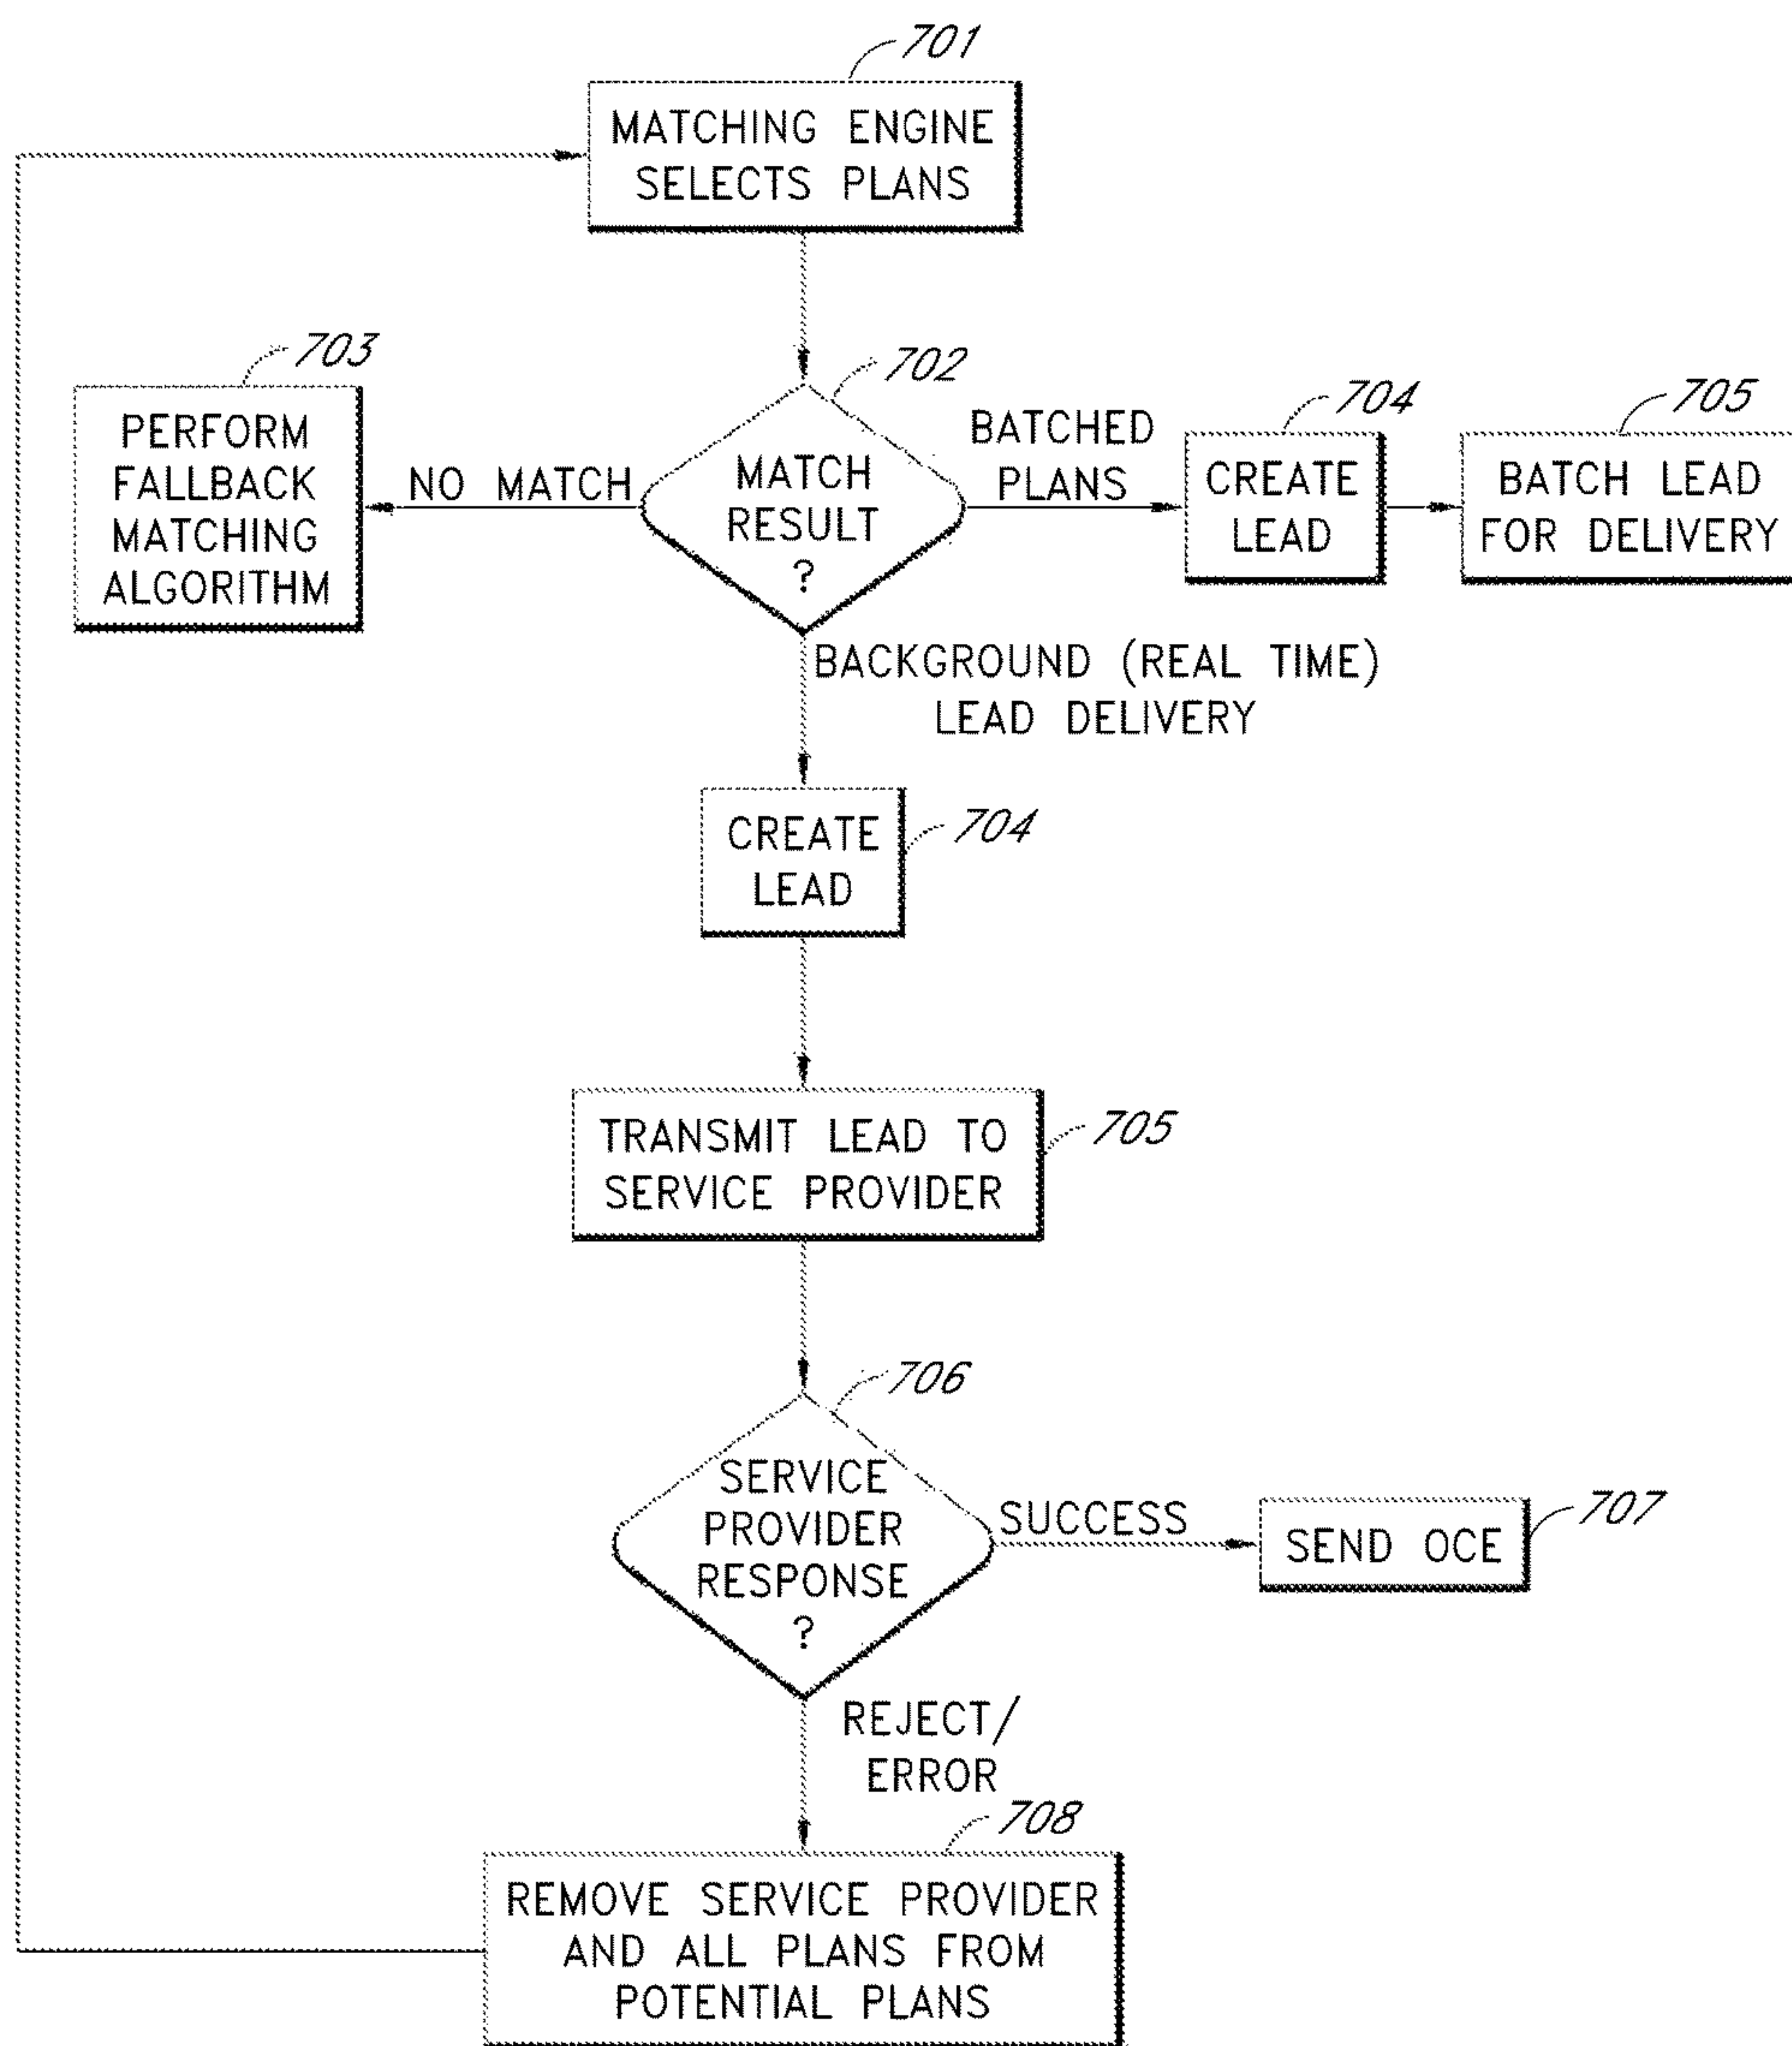 701
MATCHING ENGINE
SELECTS PLANS
703
PERFORM
FALLBACK
MATCHING
ALGORITHM
NO MATCH
702
MATCH
RESULT
?
BATCHED
PLANS
704
CREATE
LEAD
705
BATCH LEAD
FOR DELIVERY
BACKGROUND (REAL TIME)
LEAD DELIVERY
CREATE
LEAD
704
TRANSMIT LEAD TO
SERVICE PROVIDER
705
706
SERVICE
PROVIDER
RESPONSE
?
SUCCESS
SEND OCE
707
REJECT/
ERROR
708
REMOVE SERVICE PROVIDER
AND ALL PLANS FROM
POTENTIAL PLANS